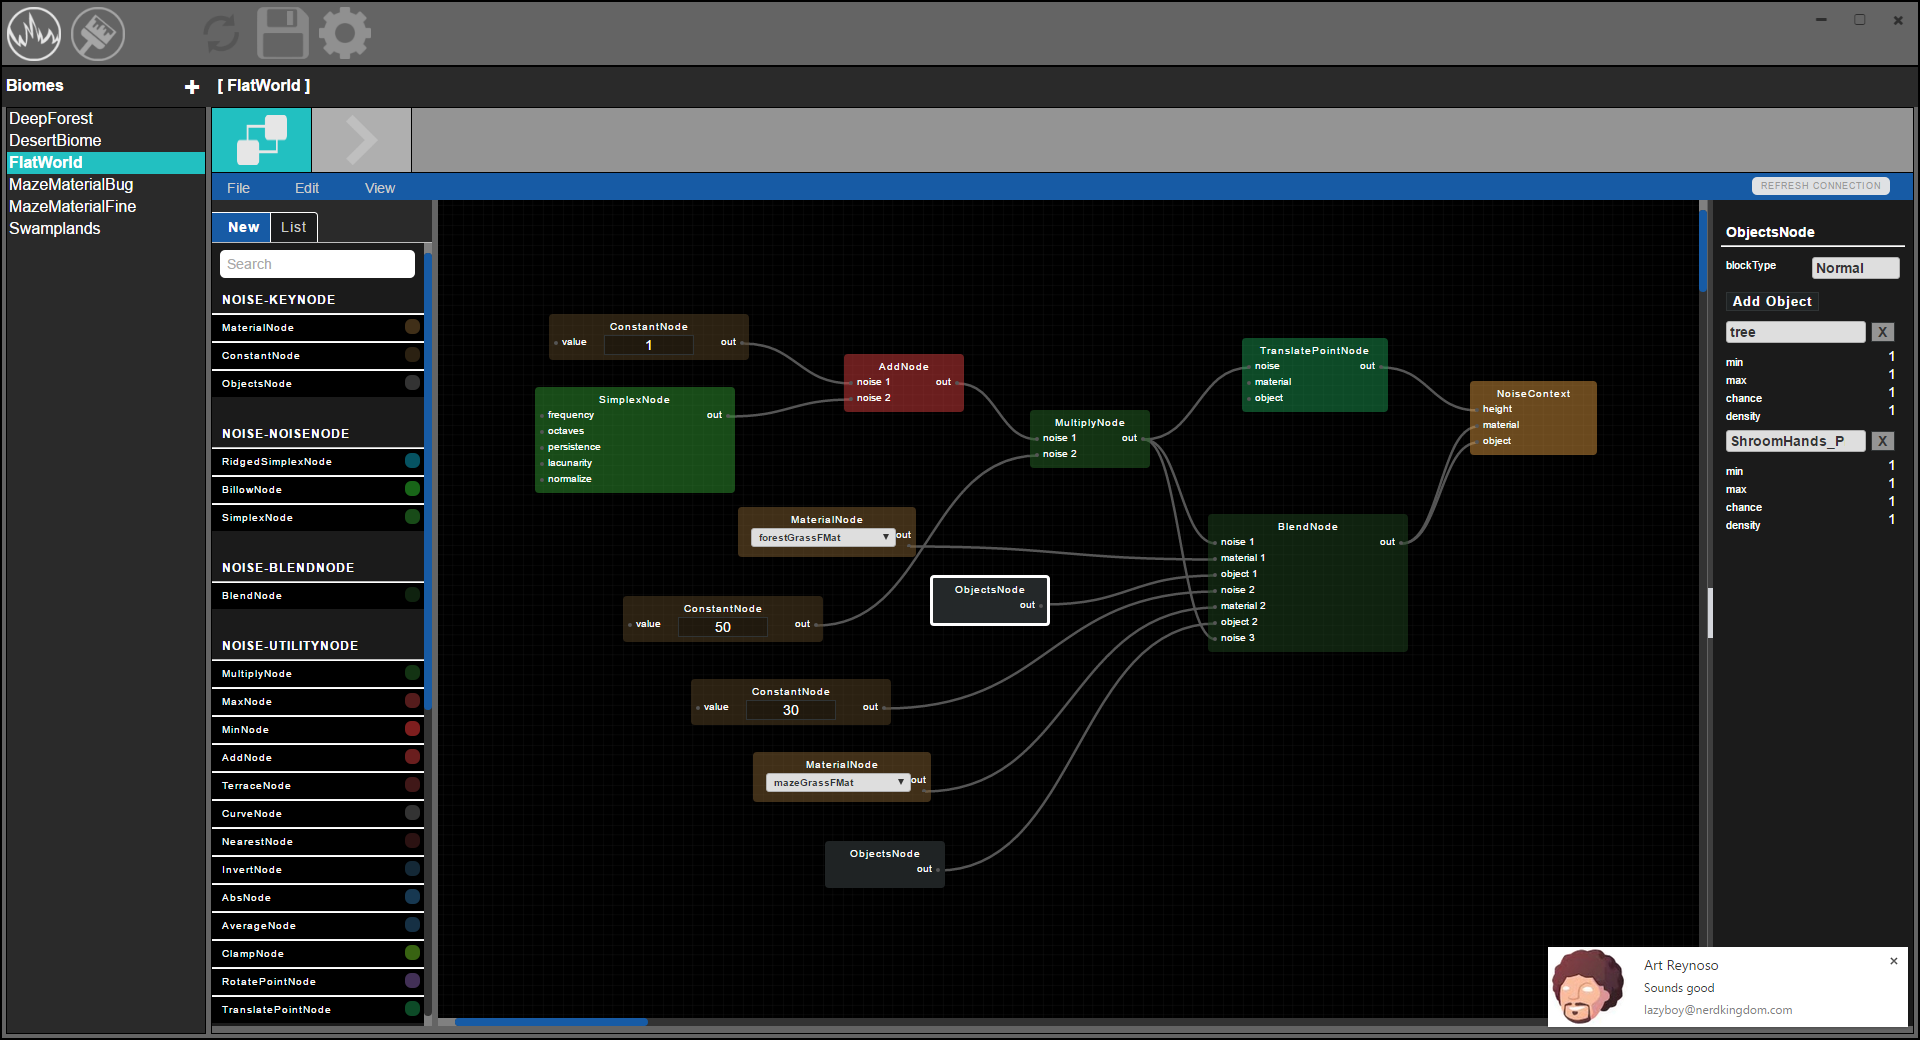 Biomes
[ FlatWorld ]
DeepForest
DesertBiome
FlatWorld
MazeMaterialBug
MazeMaterialFine
Swamplands
File Edit View
REFRESH CONNECTION
New List
Search
NOISE-KEYNODE
MaterialNode
ConstantNode
ObjectsNode
NOISE-NOISENODE
RidgedSimplexNode
BillowNode
SimplexNode
NOISE-BLENDNODE
BlendNode
NOISE-UTILITYNODE
MultiplyNode
MaxNode
MinNode
AddNode
TerraceNode
CurveNode
NearestNode
InvertNode
AbsNode
AverageNode
ClampNode
RotatePointNode
TranslatePointNode
ConstantNode
value 1 out
SimplexNode
frequency out
octaves
persistence
lacunarity
normalize
AddNode
noise 1 out
noise 2
MultiplyNode
noise 1 out
noise 2
TranslatePointNode
noise out
material
object
NoiseContext
height
material
object
MaterialNode
forestGrassFMat out
ObjectsNode
out
BlendNode
noise 1 out
material 1
object 1
noise 2
material 2
object 2
noise 3
ConstantNode
value 50 out
ConstantNode
value 30 out
MaterialNode
mazeGrassFMat out
ObjectsNode
out
ObjectsNode
blockType Normal
Add Object
tree X
min 1
max 1
chance 1
density 1
ShroomHands_P X
min 1
max 1
chance 1
density 1
Art Reynoso
Sounds good
lazyboy@nerdkingdom.com